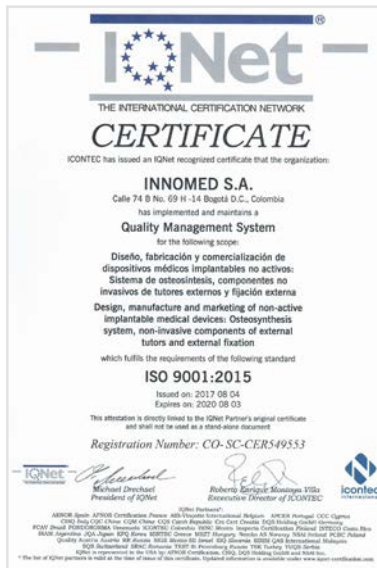 IQNet
®
THE INTERNATIONAL CERTIFICATION NETWORK
CERTIFICATE
ICONTEC has issued an IQNet recognized certificate that the organization:
INNOMED S.A.
Calle 74 B No. 69 H -14 Bogotá D.C., Colombia
has implemented and maintains a
Quality Management System
for the following scope:
Diseño, fabricación y comercialización de
dispositivos médicos implantables no activos:
Sistema de osteosíntesis, componentes no
invasivos de tutores externos y fijación externa
Design, manufacture and marketing of non-active
implantable medical devices: Osteosynthesis
system, non-invasive components of external
tutors and external fixation
which fulfils the requirements of the following standard
ISO 9001:2015
Issued on: 2017 08 04
Expires on: 2020 08 03
This attestation is directly linked to the IQNet Partner's original certificate
and shall not be used as a stand-alone document
Registration Number: CO- SC-CER549553
IQNet
Michael Drechsel
President of IQNet
Roberto Enrique Montoya Villa
Executive Director of ICONTEC
icontec
IQNet Partners*: